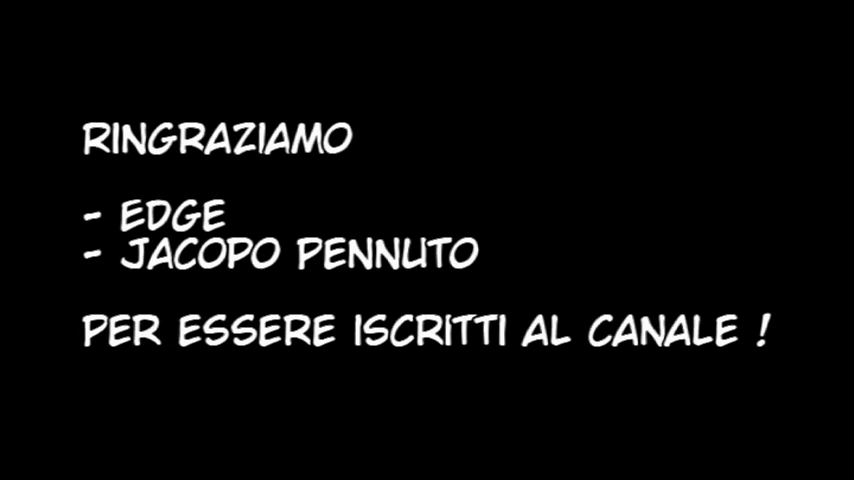 RINGRAZIAMO
- EDGE
- JACOPO PENNUTO
PER ESSERE ISCRITTI AL CANALE !